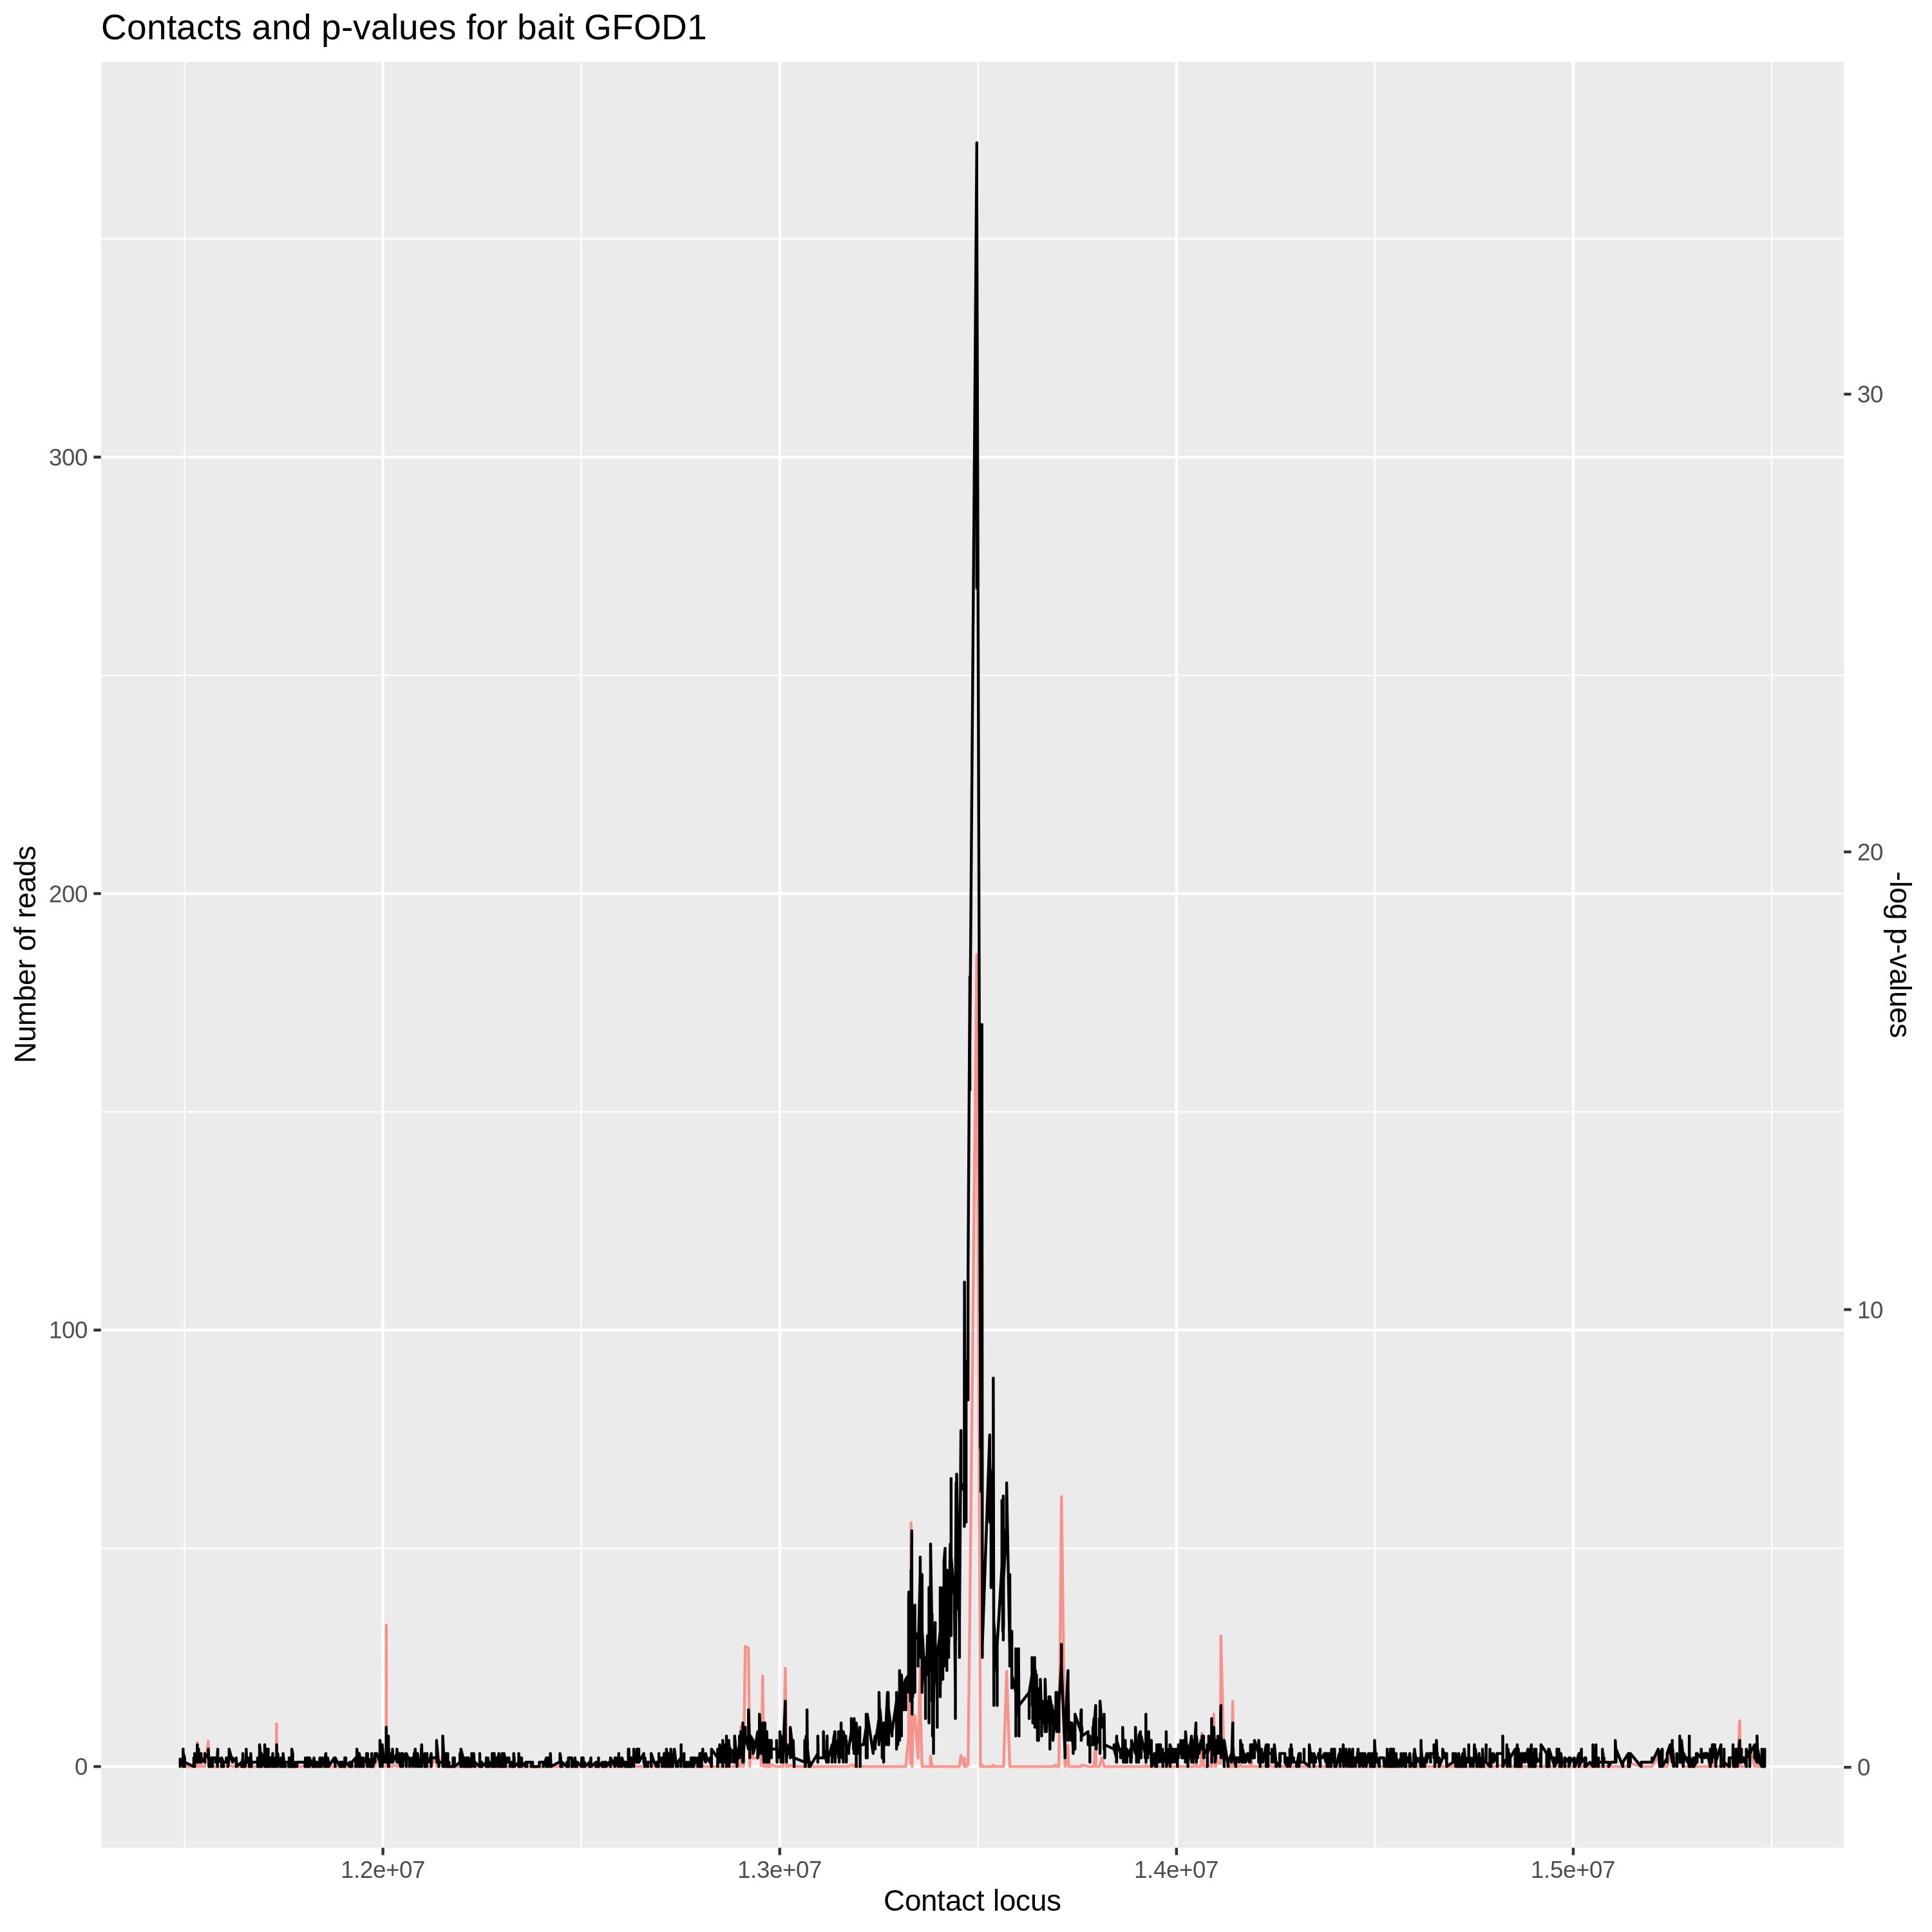 Contacts and p-values for bait GFOD1
Number of reads
300
200
100
0
30
20
10
0
-log p-values
1.2e+07
1.3e+07
1.4e+07
1.5e+07
Contact locus